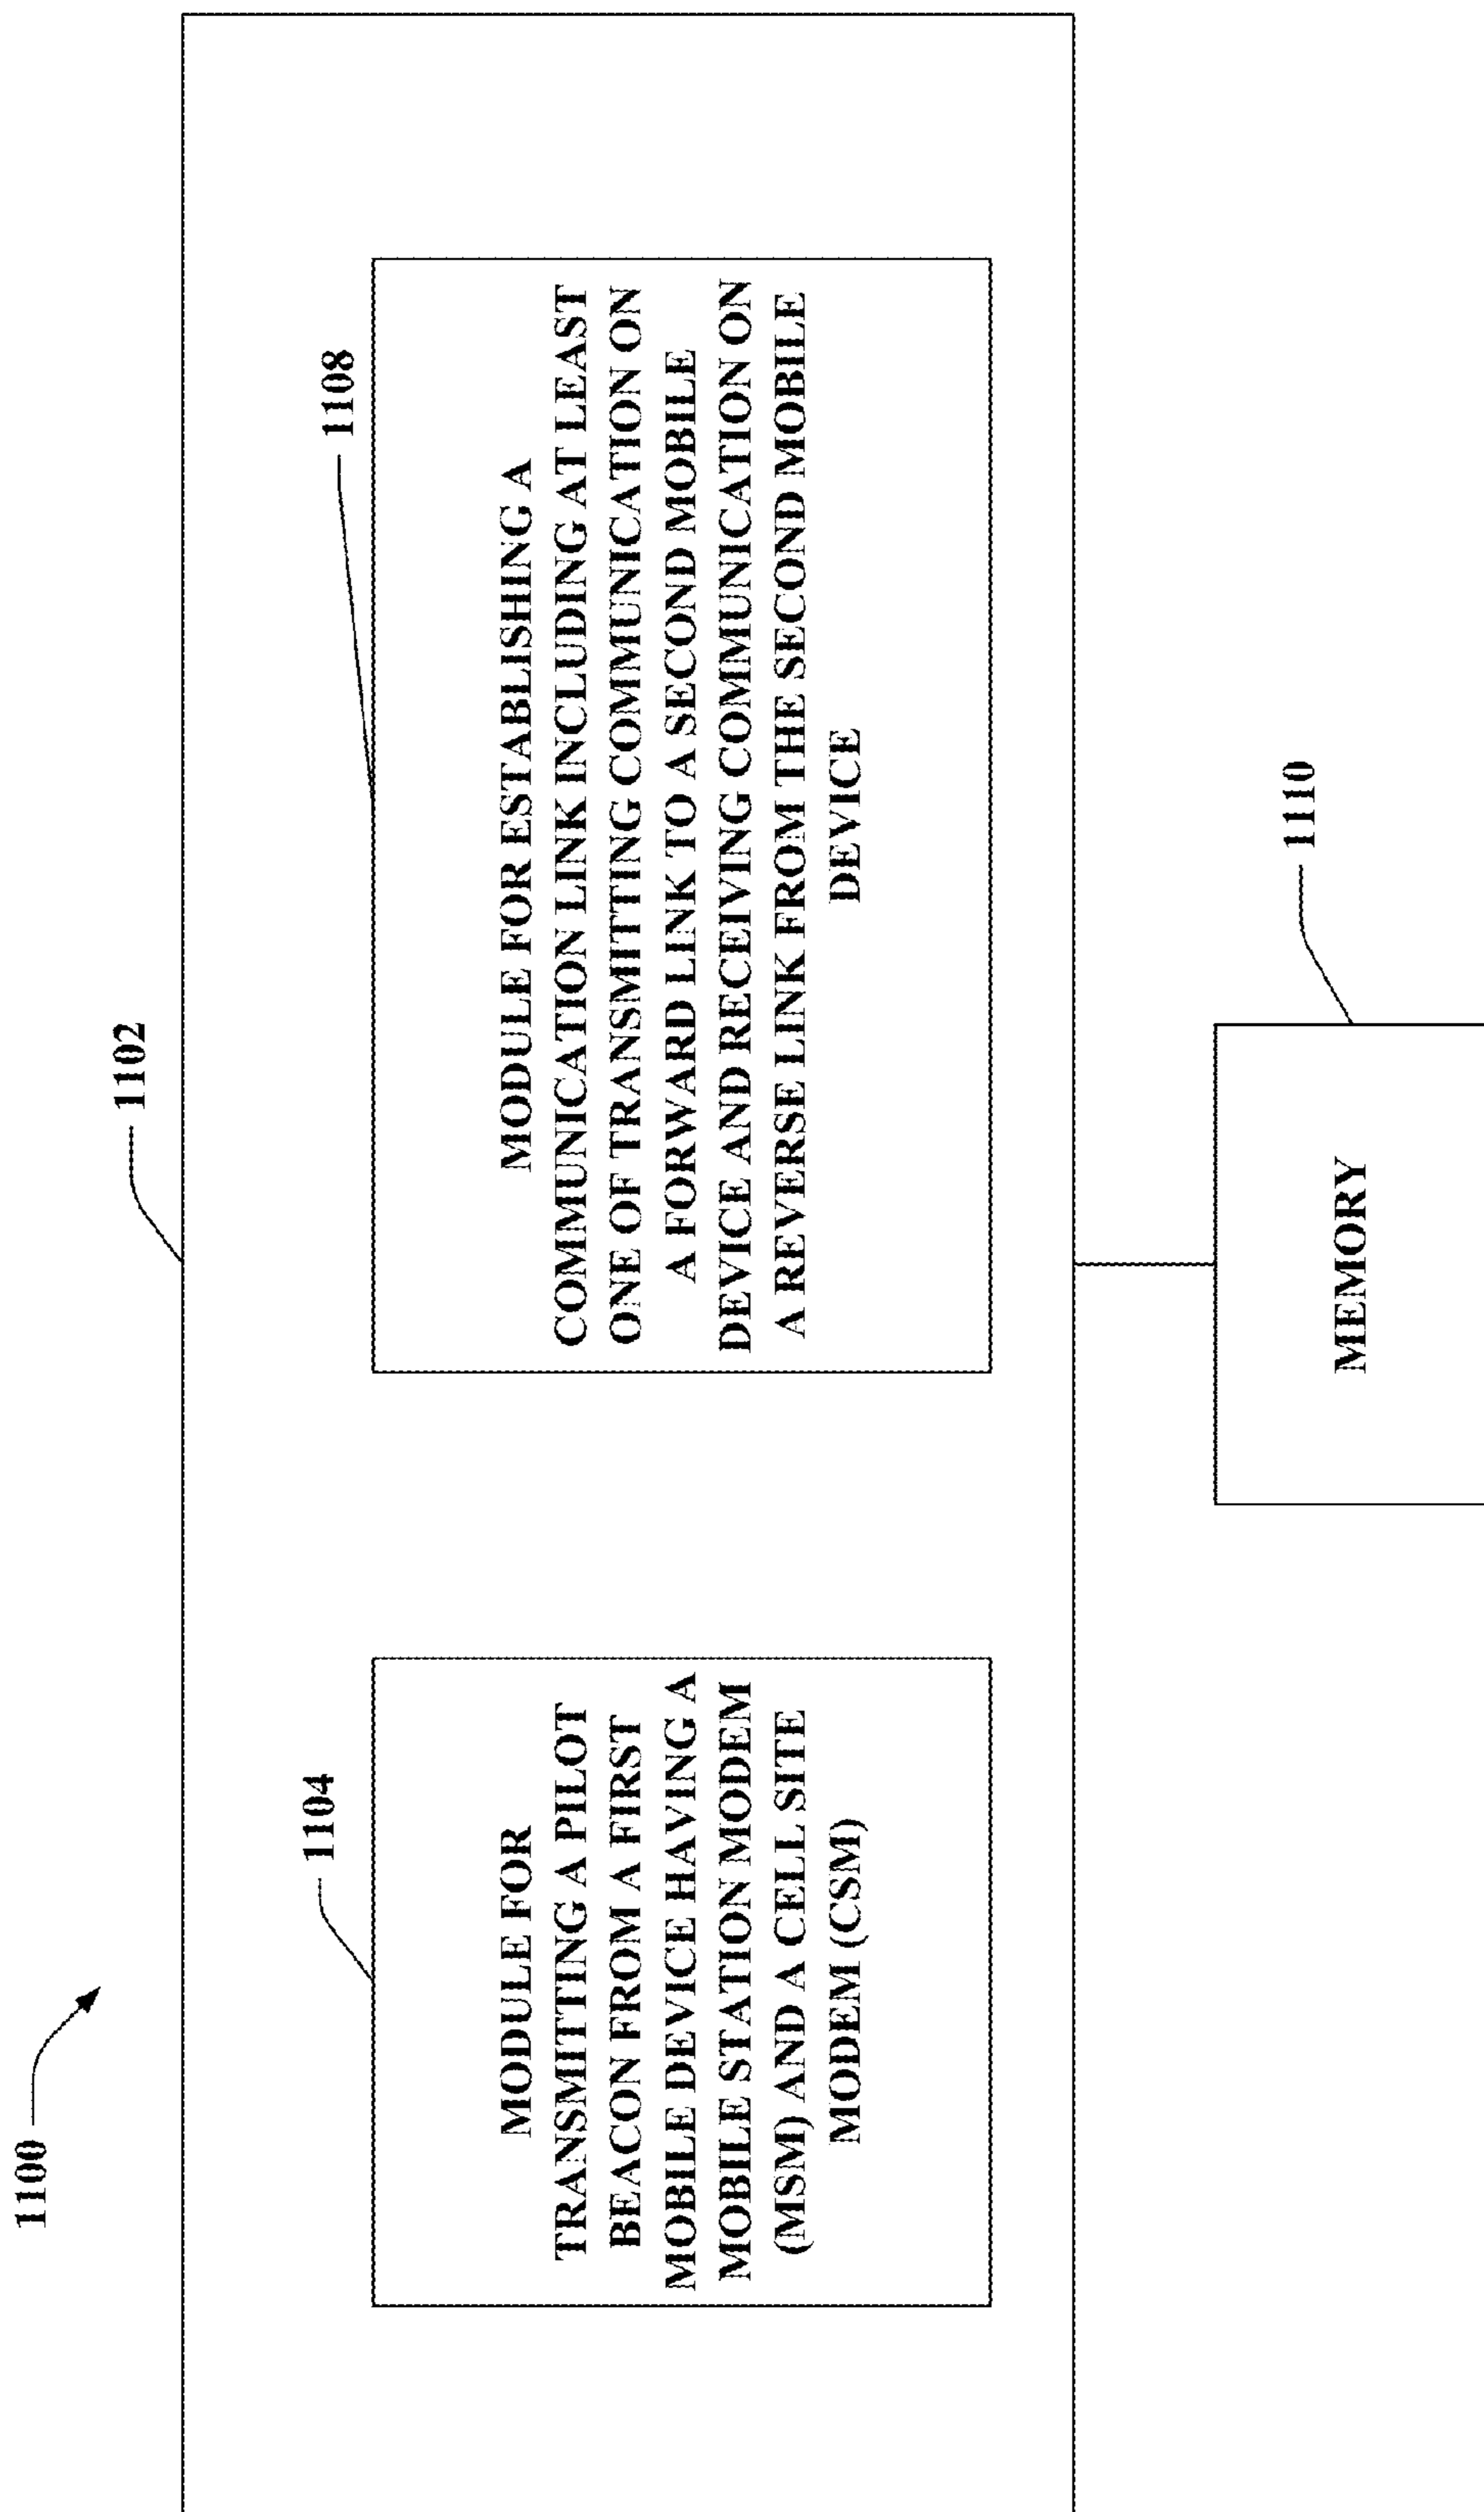 1100
1102
1104
MODULE FOR
TRANSMITTING A PILOT
BEACON FROM A FIRST
MOBILE DEVICE HAVING A
MOBILE STATION MODEM
(MSM) AND A CELL SITE
MODEM (CSM)
1108
MODULE FOR ESTABLISHING A
COMMUNICATION LINK INCLUDING AT LEAST
ONE OF TRANSMITTING COMMUNICATION ON
A FORWARD LINK TO A SECOND MOBILE
DEVICE AND RECEIVING COMMUNICATION ON
A REVERSE LINK FROM THE SECOND MOBILE
DEVICE
1110
MEMORY